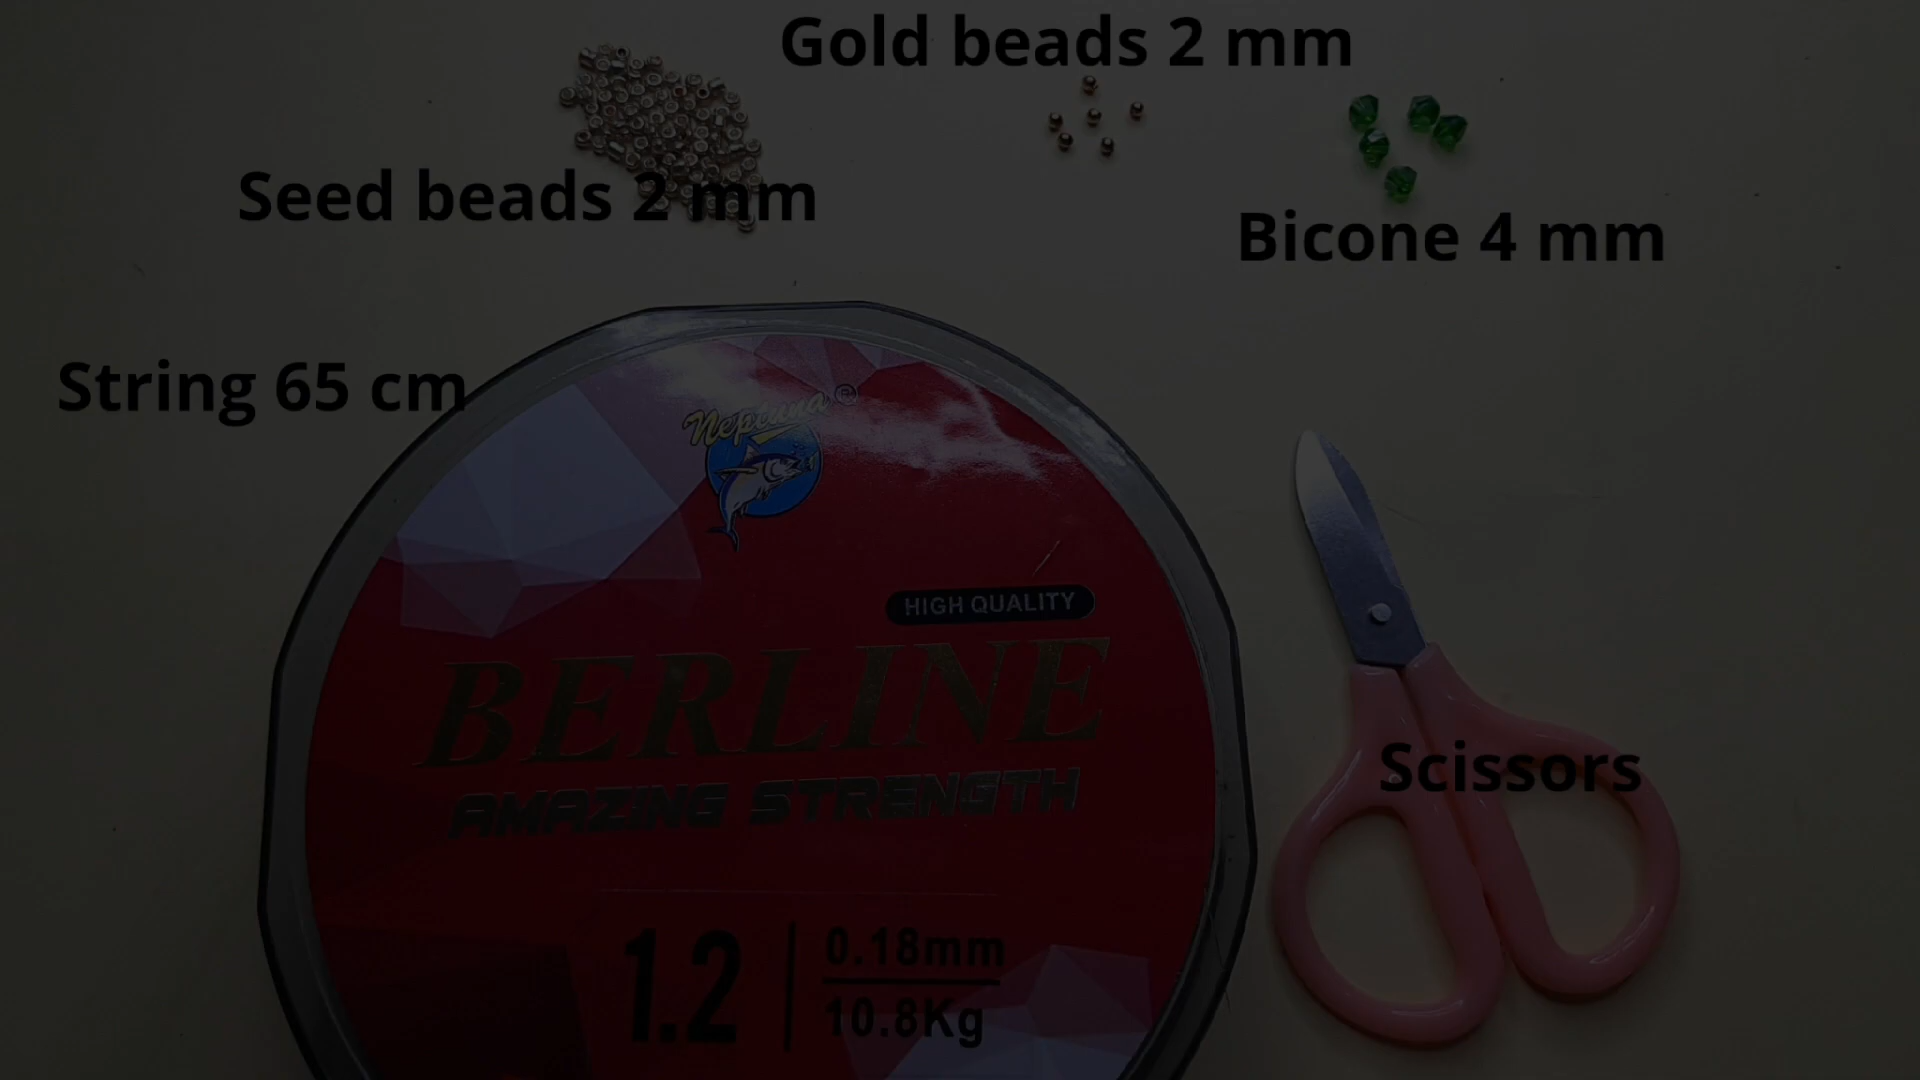 Gold beads 2 mm
Seed beads 2 mm
Bicone 4 mm
String 65 cm
Neptuna ®
HIGH QUALITY
BERLINE
AMAZING STRENGTH
Scissors
1.2
0.18mm
10.8Kg